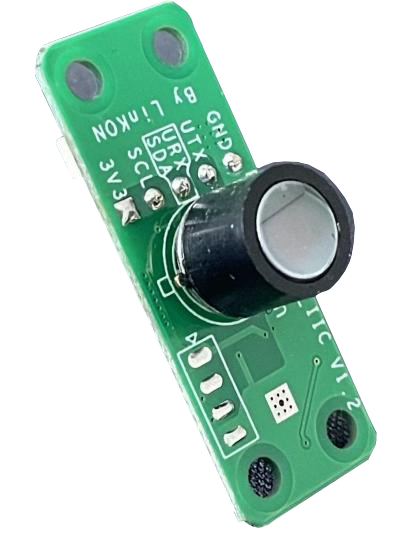 By LinKON
GND
UTX
URX
SDA
SCL
3V3
IIC V1.2